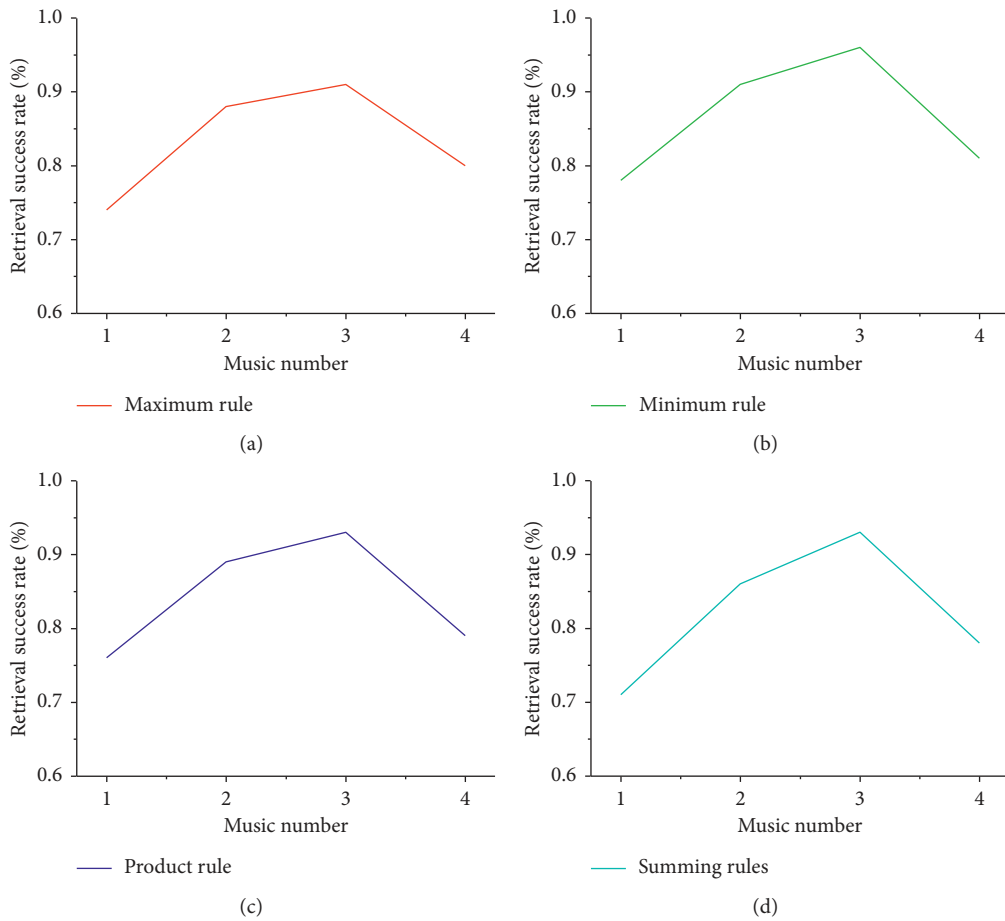 1.0
0.9
0.8
0.7
0.6
Retrieval success rate (%)
1 2 3 4
Music number
Maximum rule
(a)
1.0
0.9
0.8
0.7
0.6
Retrieval success rate (%)
1 2 3 4
Music number
Minimum rule
(b)
1.0
0.9
0.8
0.7
0.6
Retrieval success rate (%)
1 2 3 4
Music number
Product rule
(c)
1.0
0.9
0.8
0.7
0.6
Retrieval success rate (%)
1 2 3 4
Music number
Summing rules
(d)